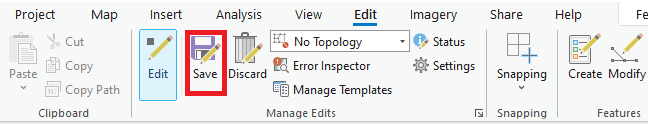 Project Map Insert Analysis View Edit Imagery Share Help Fe
Paste Cut Copy Copy Path
Edit Save Discard
No Topology Status
Error Inspector Settings
Manage Templates
Snapping
Create Modify
Clipboard Manage Edits Snapping Features